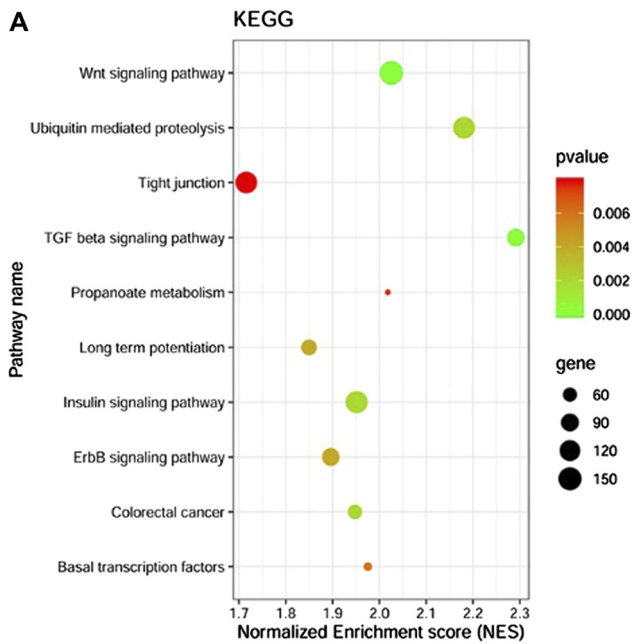 A
KEGG
Wnt signaling pathway
Ubiquitin mediated proteolysis
Tight junction
TGF beta signaling pathway
Propanoate metabolism
Long term potentiation
Insulin signaling pathway
ErbB signaling pathway
Colorectal cancer
Basal transcription factors
Pathway name
1.7 1.8 1.9 2.0 2.1 2.2 2.3
Normalized Enrichment score (NES)
pvalue
0.006
0.004
0.002
0.000
gene
60
90
120
150